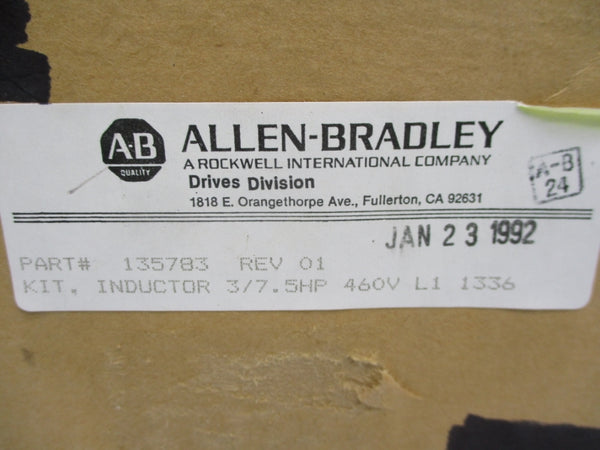 A-B
QUALITY
ALLEN-BRADLEY
A ROCKWELL INTERNATIONAL COMPANY
Drives Division
1818 E. Orangethorpe Ave., Fullerton, CA 92631
A-B
24
JAN 23 1992
PART# 135783 REV 01
KIT, INDUCTOR 3/7.5HP 460V L1 1336